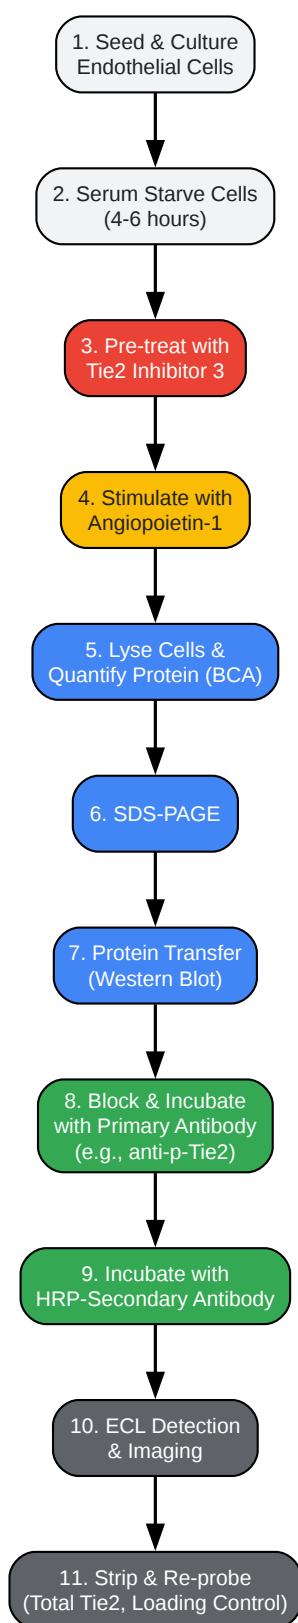 1. Seed & Culture
Endothelial Cells
2. Serum Starve Cells
(4-6 hours)
3. Pre-treat with
Tie2 Inhibitor 3
4. Stimulate with
Angiopoietin-1
5. Lyse Cells &
Quantify Protein (BCA)
6. SDS-PAGE
7. Protein Transfer
(Western Blot)
8. Block & Incubate
with Primary Antibody
(e.g., anti-p-Tie2)
9. Incubate with
HRP-Secondary Antibody
10. ECL Detection
& Imaging
11. Strip & Re-probe
(Total Tie2, Loading Control)